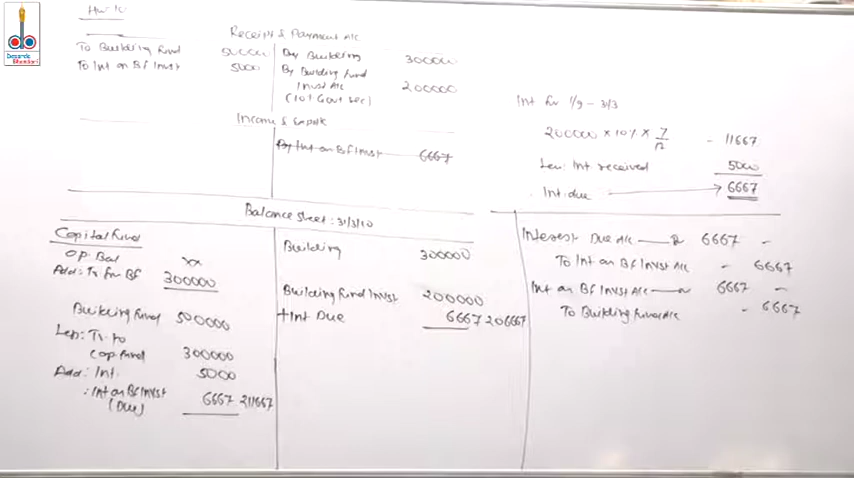 Hw 10
Receipt & Payment A/c
To Building Fund 500000 By Building 300000
To Int on BF Invst 5000 By Building Fund
Invst A/c 200000
(10% Govt Sec)
Income & Expdt
By Int on BF Invst 6667
Int for 1/9 - 31/3
200000 x 10% x 7/12 - 11667
Less: Int received 5000
Int due 6667
Balance sheet: 31/3/10
Capital Fund
Op. Bal xx
Add: Tr from BF 300000
Building Fund 500000
Less: Tr to
Cap Fund 300000
Add: Int. 5000
: Int on Bf Invst 6667 211667
(Due)
Building 300000
Building Fund Invst 200000
+ Int Due 6667 206667
Interest Due A/c Dr 6667 -
To Int on Bf Invst A/c - 6667
Int on Bf Invst A/c Dr 6667 -
To Building Fund A/c - 6667